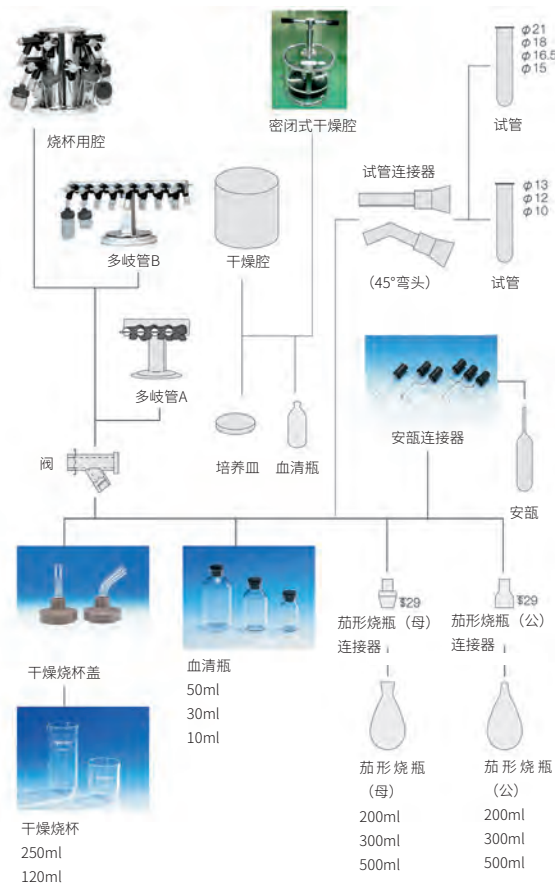 φ21
φ18
φ16.5
φ15
试管
烧杯用腔
密闭式干燥腔
试管连接器
φ13
φ12
φ10
试管
(45°弯头)
多岐管B
干燥腔
多岐管A
安瓿连接器
阀
培养皿
血清瓶
安瓿
干燥烧杯盖
血清瓶
50ml
30ml
10ml
干燥烧杯
250ml
120ml
29
茄形烧瓶（母）
连接器
茄形烧瓶
（母）
200ml
300ml
500ml
29
茄形烧瓶（公）
连接器
茄形烧瓶
（公）
200ml
300ml
500ml